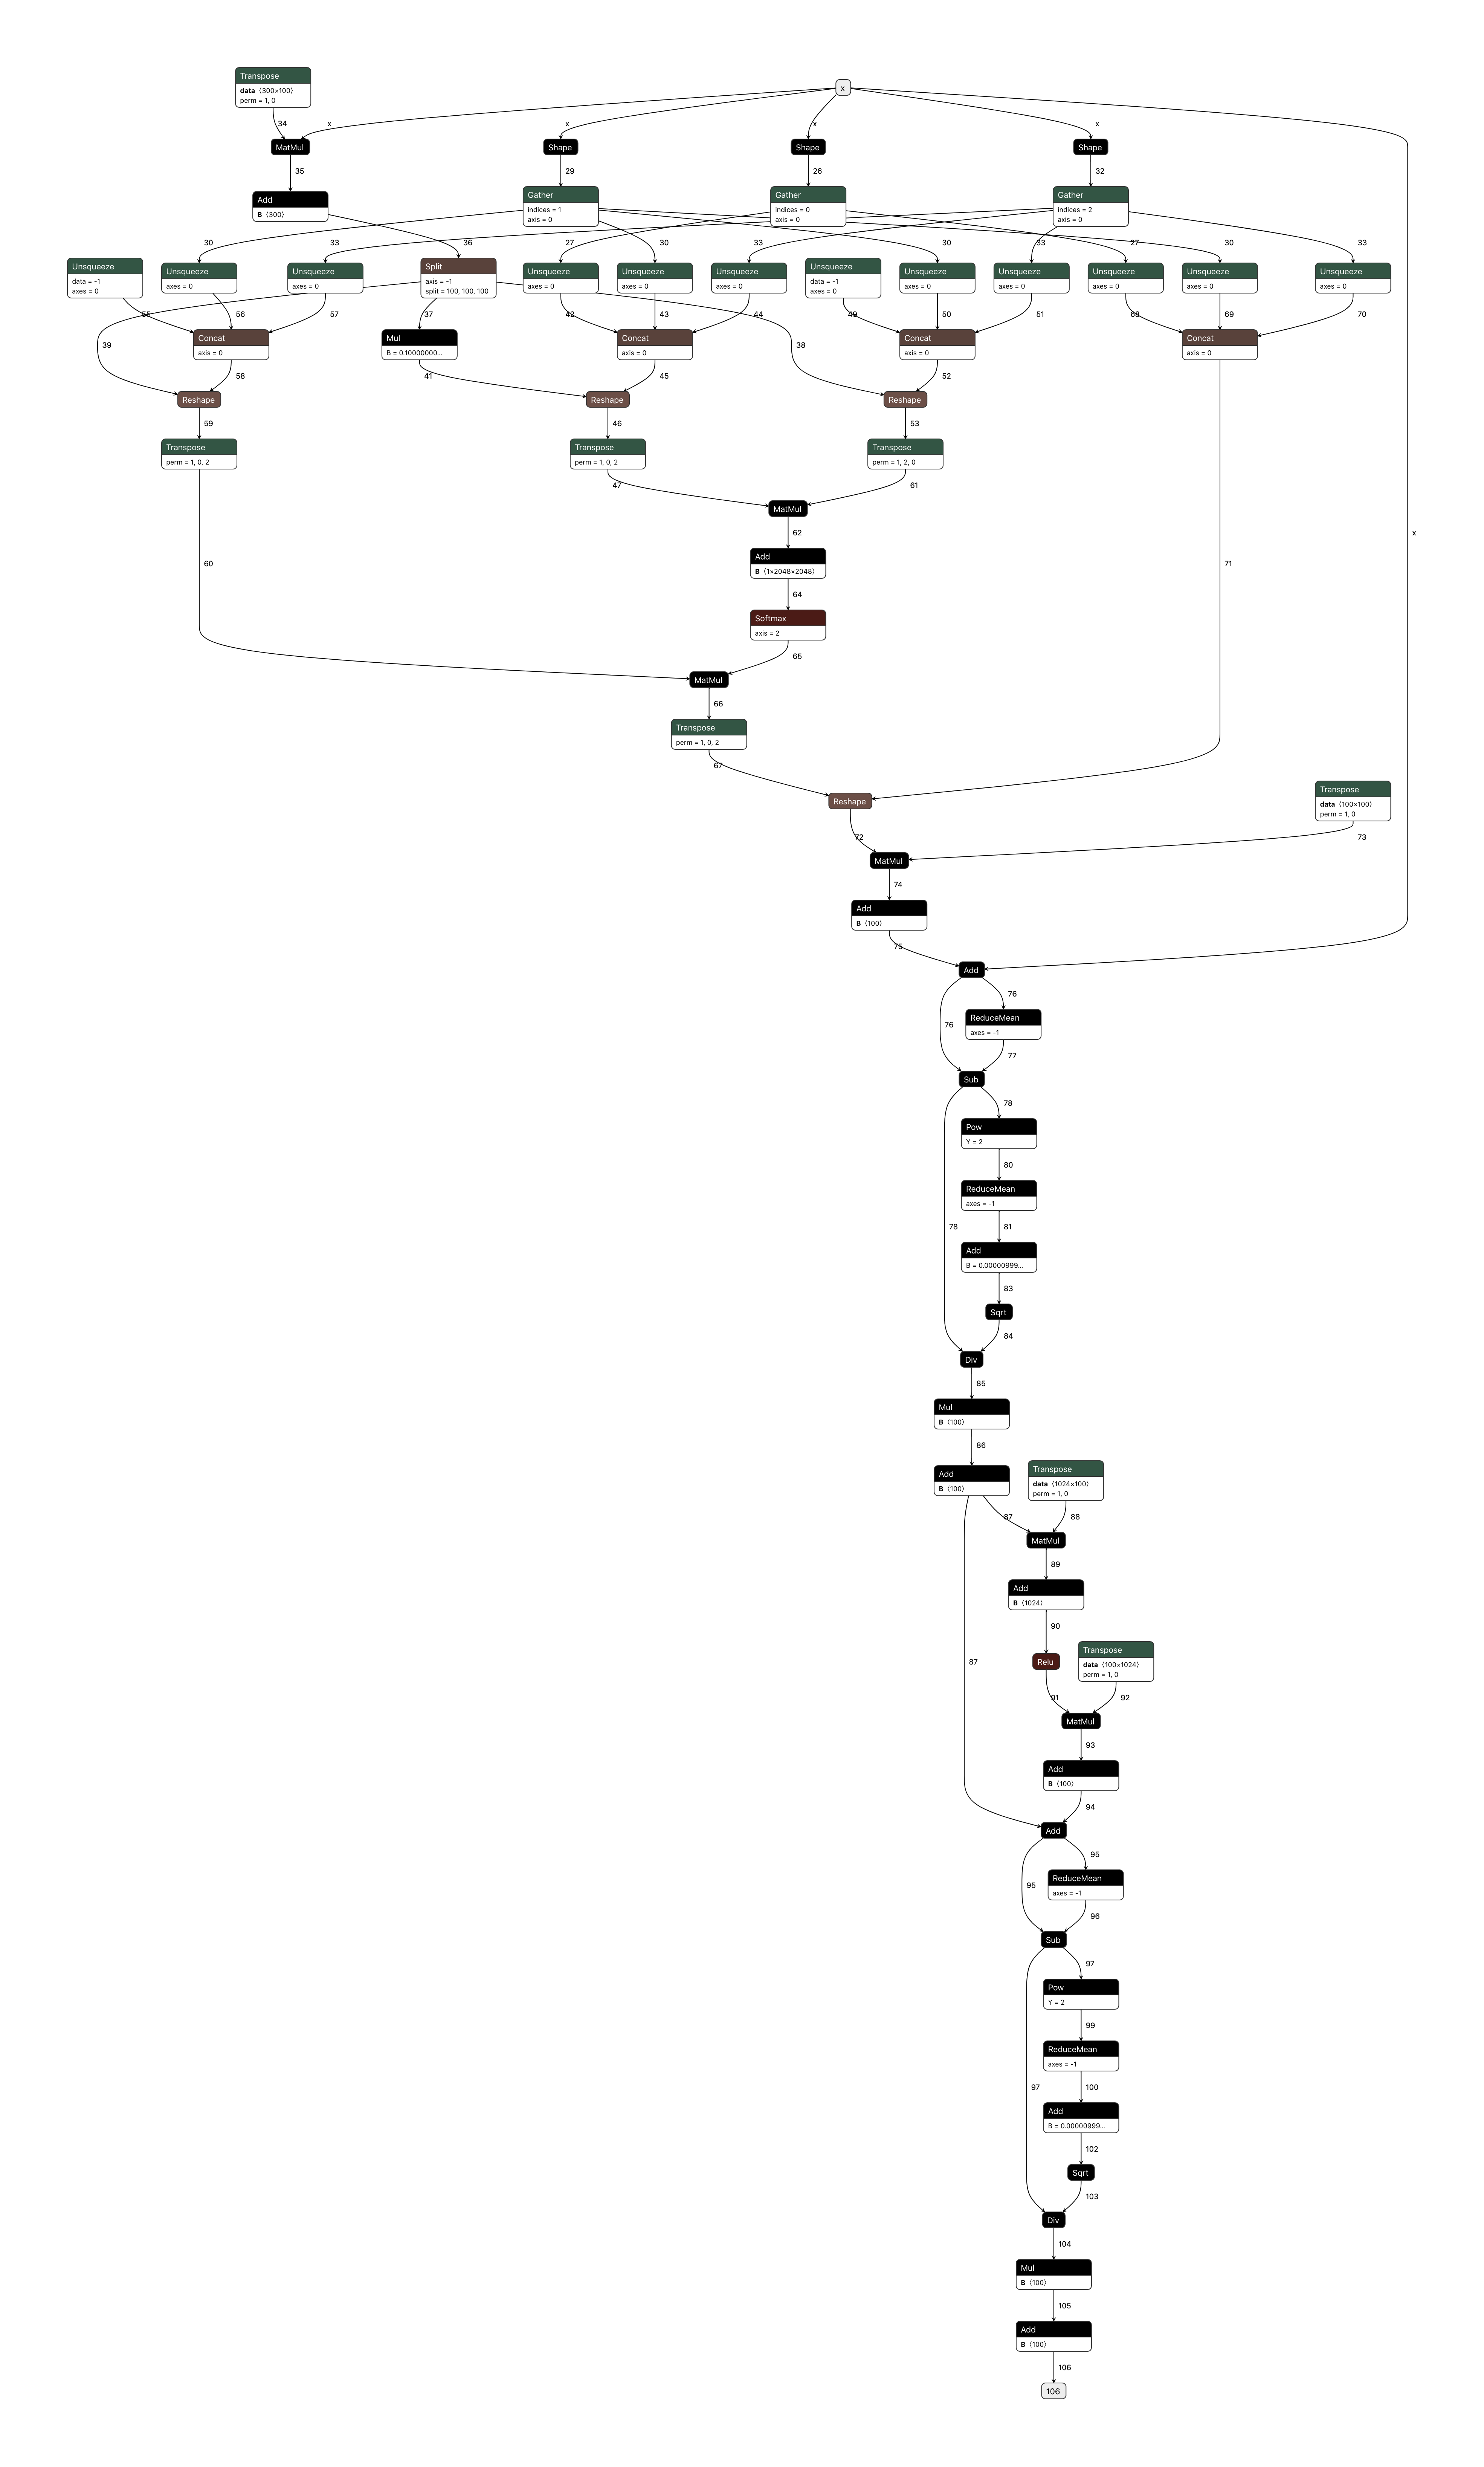 Transpose
data ⟨300×100⟩
perm = 1, 0
x
34
x
x
x
x
MatMul
Shape
Shape
Shape
35
29
26
32
Add
B ⟨300⟩
Gather
indices = 1
axis = 0
Gather
indices = 0
axis = 0
Gather
indices = 2
axis = 0
30
33
36
27
30
33
30
33
27
30
33
Unsqueeze
data = -1
axes = 0
Unsqueeze
axes = 0
Unsqueeze
axes = 0
Split
axis = -1
split = 100, 100, 100
Unsqueeze
axes = 0
Unsqueeze
axes = 0
Unsqueeze
axes = 0
Unsqueeze
data = -1
axes = 0
Unsqueeze
axes = 0
Unsqueeze
axes = 0
Unsqueeze
axes = 0
Unsqueeze
axes = 0
Unsqueeze
axes = 0
55
56
57
37
42
43
44
49
50
51
68
69
70
39
Concat
axis = 0
Mul
B = 0.10000000...
Concat
axis = 0
38
Concat
axis = 0
Concat
axis = 0
58
41
45
52
Reshape
Reshape
Reshape
59
46
53
Transpose
perm = 1, 0, 2
Transpose
perm = 1, 0, 2
Transpose
perm = 1, 2, 0
47
61
MatMul
62
x
Add
B ⟨1×2048×2048⟩
60
71
64
Softmax
axis = 2
65
MatMul
66
Transpose
perm = 1, 0, 2
67
Reshape
Transpose
data ⟨100×100⟩
perm = 1, 0
72
73
MatMul
74
Add
B ⟨100⟩
75
Add
76
ReduceMean
axes = -1
76
77
Sub
78
Pow
Y = 2
80
ReduceMean
axes = -1
78
81
Add
B = 0.00000999...
83
Sqrt
84
Div
85
Mul
B ⟨100⟩
86
Add
B ⟨100⟩
Transpose
data ⟨1024×100⟩
perm = 1, 0
87
88
MatMul
89
Add
B ⟨1024⟩
90
87
Relu
Transpose
data ⟨100×1024⟩
perm = 1, 0
91
92
MatMul
93
Add
B ⟨100⟩
94
Add
95
ReduceMean
axes = -1
95
96
Sub
97
Pow
Y = 2
99
ReduceMean
axes = -1
97
100
Add
B = 0.00000999...
102
Sqrt
103
Div
104
Mul
B ⟨100⟩
105
Add
B ⟨100⟩
106
106